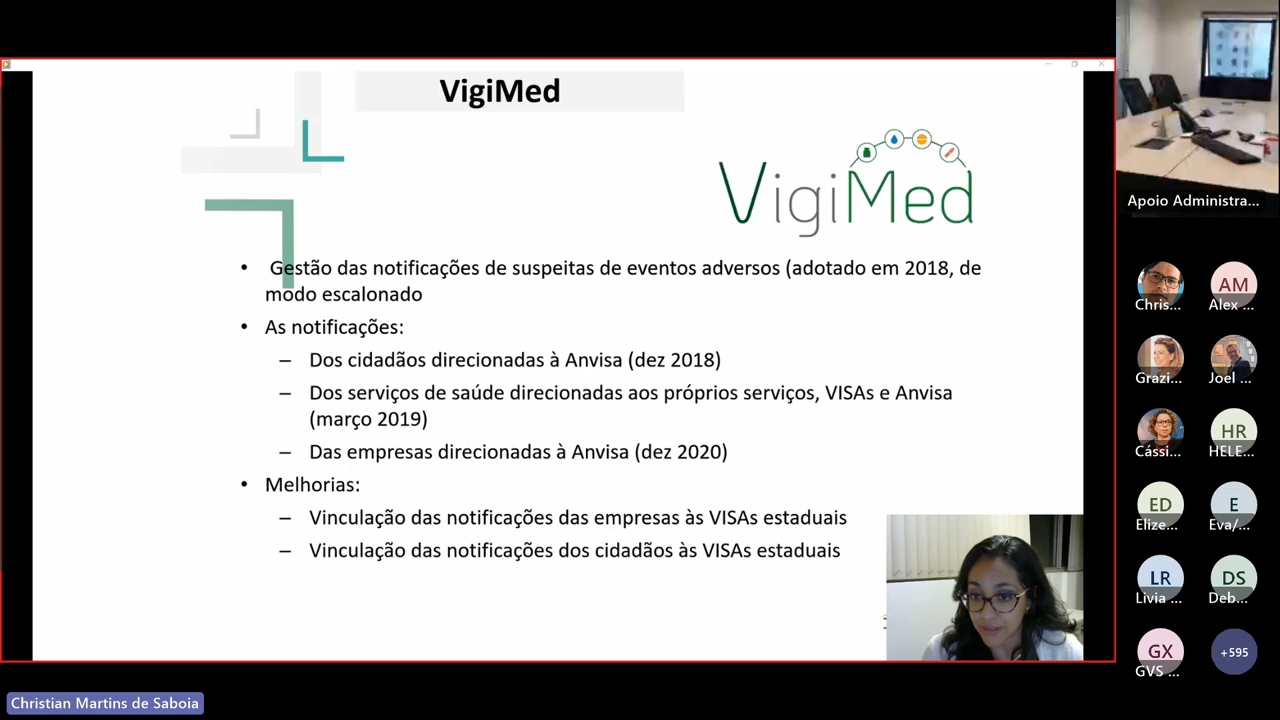 VigiMed
VigiMed
• Gestão das notificações de suspeitas de eventos adversos (adotado em 2018, de
modo escalonado
• As notificações:
– Dos cidadãos direcionadas à Anvisa (dez 2018)
– Dos serviços de saúde direcionadas aos próprios serviços, VISAs e Anvisa
(março 2019)
– Das empresas direcionadas à Anvisa (dez 2020)
• Melhorias:
– Vinculação das notificações das empresas às VISAs estaduais
– Vinculação das notificações dos cidadãos às VISAs estaduais
Apoio Administra...
Chris...
AM
Alex ...
Grazi...
Joel ...
Cássi...
HR
HELE...
ED
Elize...
E
Eva/...
LR
Livia ...
DS
Deb...
GX
GVS ...
+595
Christian Martins de Saboia